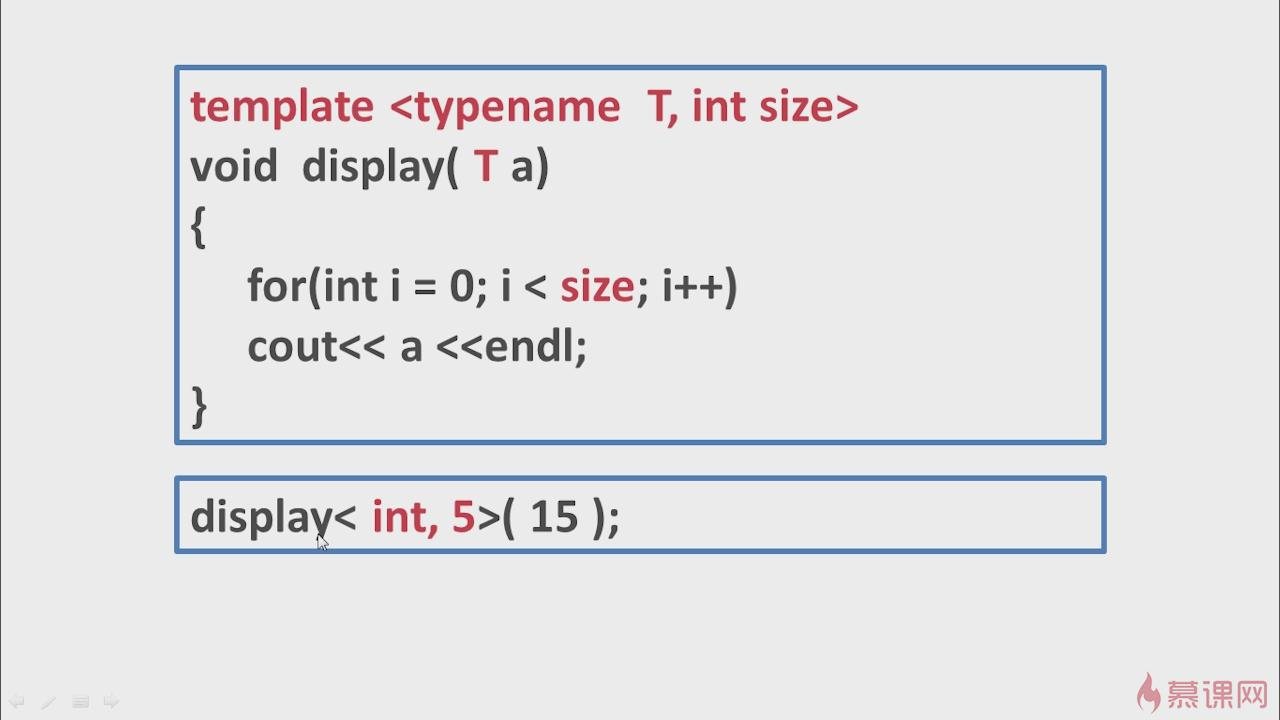 template <typename T, int size>
void display( T a)
{
for(int i = 0; i < size; i++)
cout<< a <<endl;
}
display< int, 5>( 15 );
慕课网